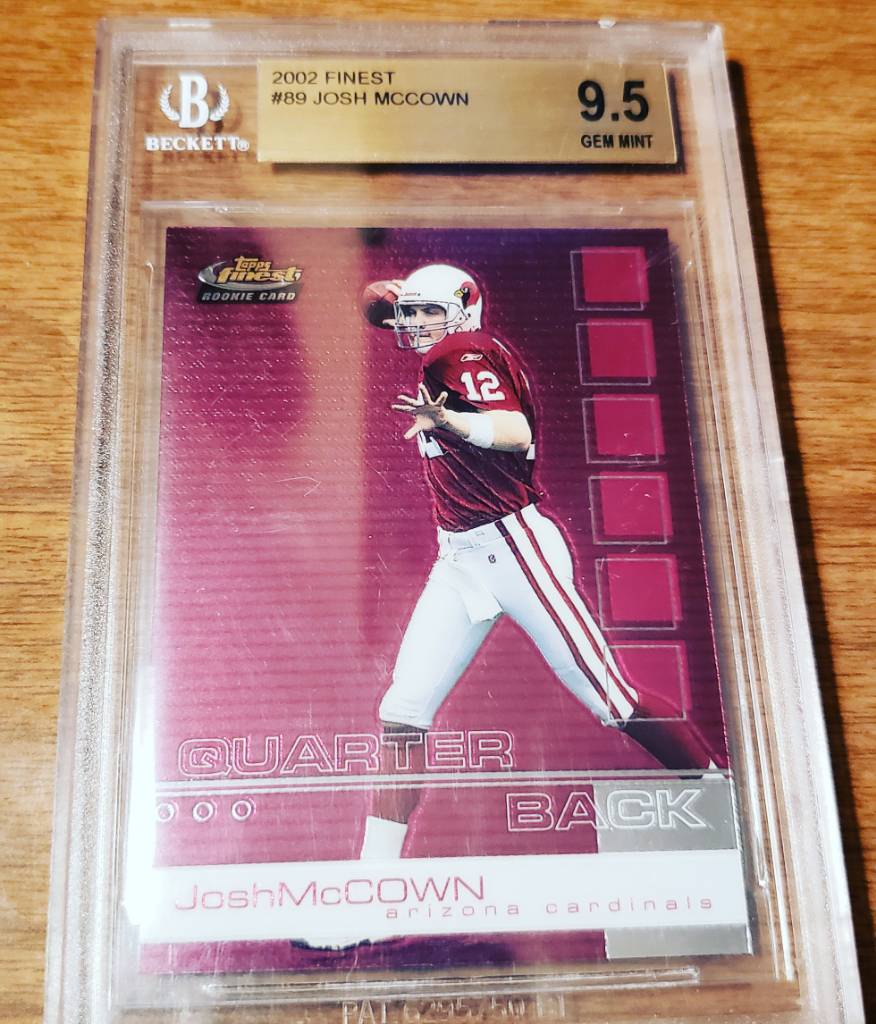 2002 FINEST
#89 JOSH MCCOWN
9.5
GEM MINT
B
BECKETT®
Topps
finest
ROOKIE CARD
12
12
QUARTER
BACK
JoshMcCOWN
arizona cardinals